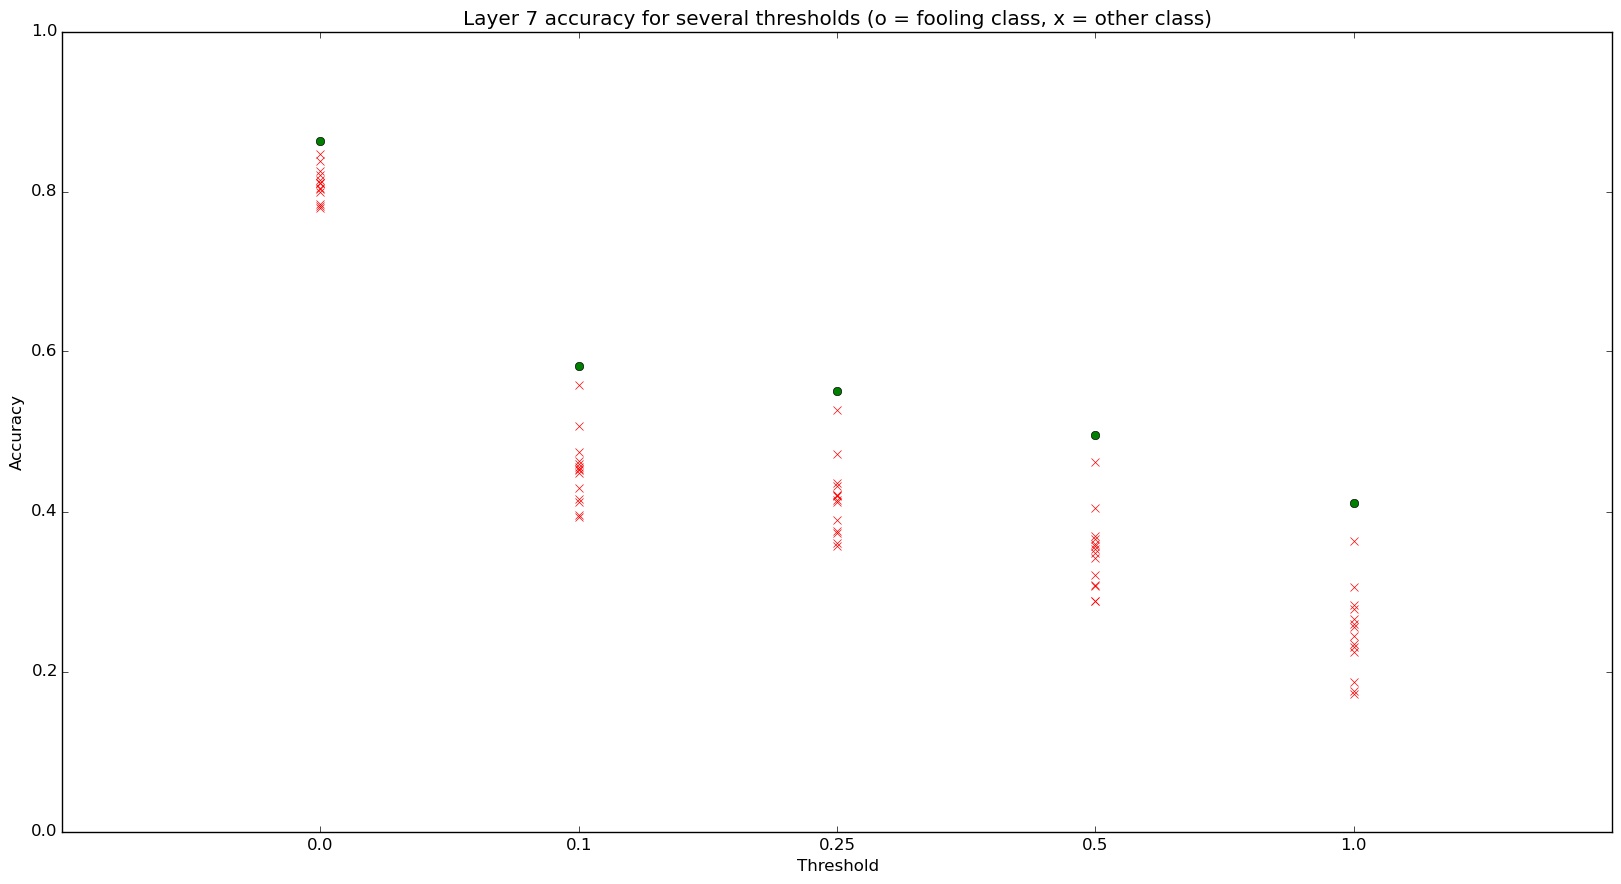 Layer 7 accuracy for several thresholds (o = fooling class, x = other class)
1.0
0.8
0.6
0.4
0.2
0.0
Accuracy
0.0 0.1 0.25 0.5 1.0
Threshold